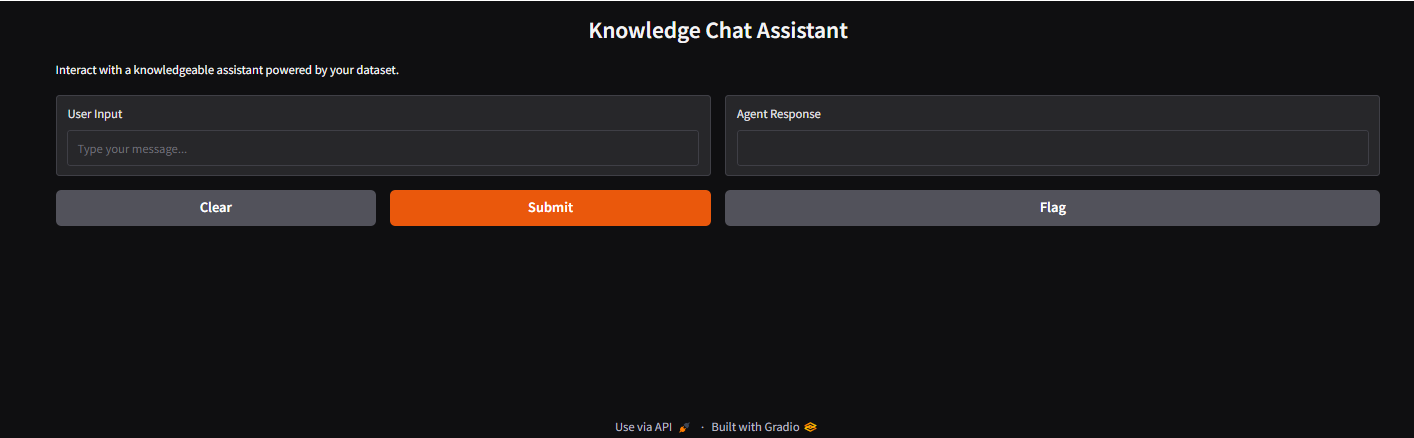 Knowledge Chat Assistant
Interact with a knowledgeable assistant powered by your dataset.
User Input
Type your message...
Agent Response
Clear
Submit
Flag
Use via API · Built with Gradio